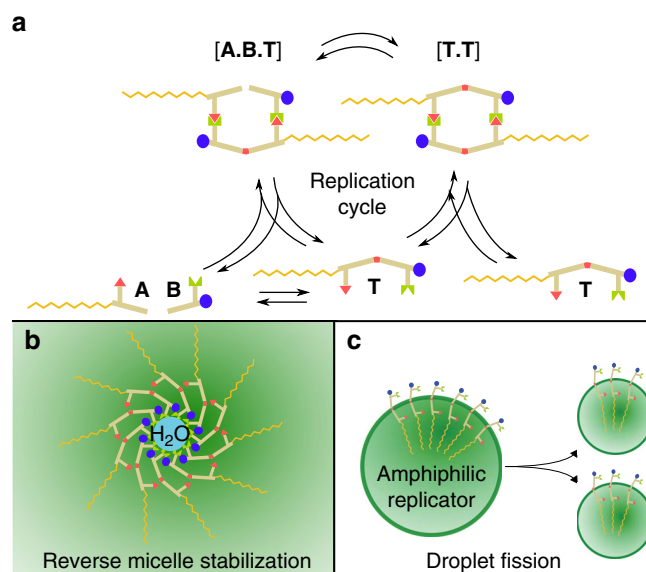 a
[A.B.T] [T.T]
Replication
cycle
A B T T
b
H₂O
Reverse micelle stabilization
c
Amphiphilic
replicator
Droplet fission